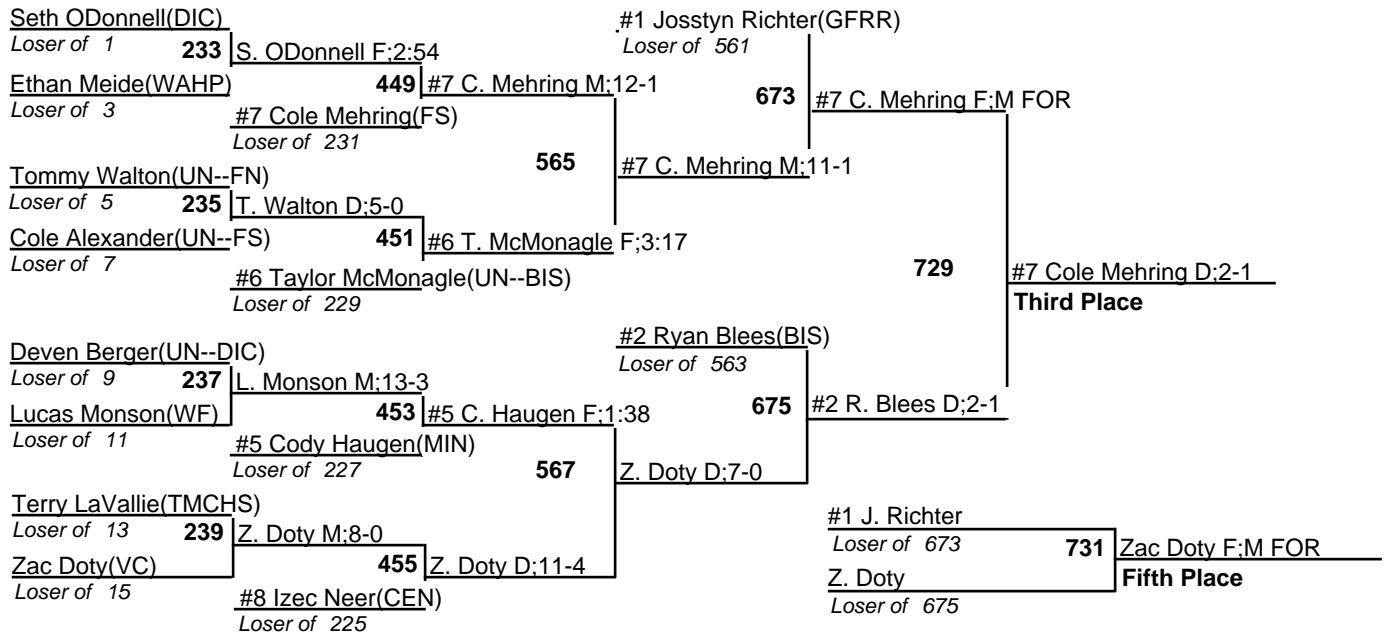 Seth ODonnell(DIC)
Loser of 1
233
S. ODonnell F;2:54
Ethan Meide(WAHP)
Loser of 3
449
#7 C. Mehring M;12-1
#7 Cole Mehring(FS)
Loser of 231
565
#7 C. Mehring M;11-1
Tommy Walton(UN--FN)
Loser of 5
235
T. Walton D;5-0
Cole Alexander(UN--FS)
Loser of 7
451
#6 T. McMonagle F;3:17
#6 Taylor McMonagle(UN--BIS)
Loser of 229
#1 Josstyn Richter(GFRR)
Loser of 561
673
#7 C. Mehring F;M FOR
729
#7 Cole Mehring D;2-1
Third Place
Deven Berger(UN--DIC)
Loser of 9
237
L. Monson M;13-3
Lucas Monson(WF)
Loser of 11
453
#5 C. Haugen F;1:38
#5 Cody Haugen(MIN)
Loser of 227
567
Z. Doty D;7-0
Terry LaVallie(TMCHS)
Loser of 13
239
Z. Doty M;8-0
Zac Doty(VC)
Loser of 15
455
Z. Doty D;11-4
#8 Izec Neer(CEN)
Loser of 225
#2 Ryan Blees(BIS)
Loser of 563
675
#2 R. Blees D;2-1
#1 J. Richter
Loser of 673
731
Zac Doty F;M FOR
Fifth Place
Z. Doty
Loser of 675